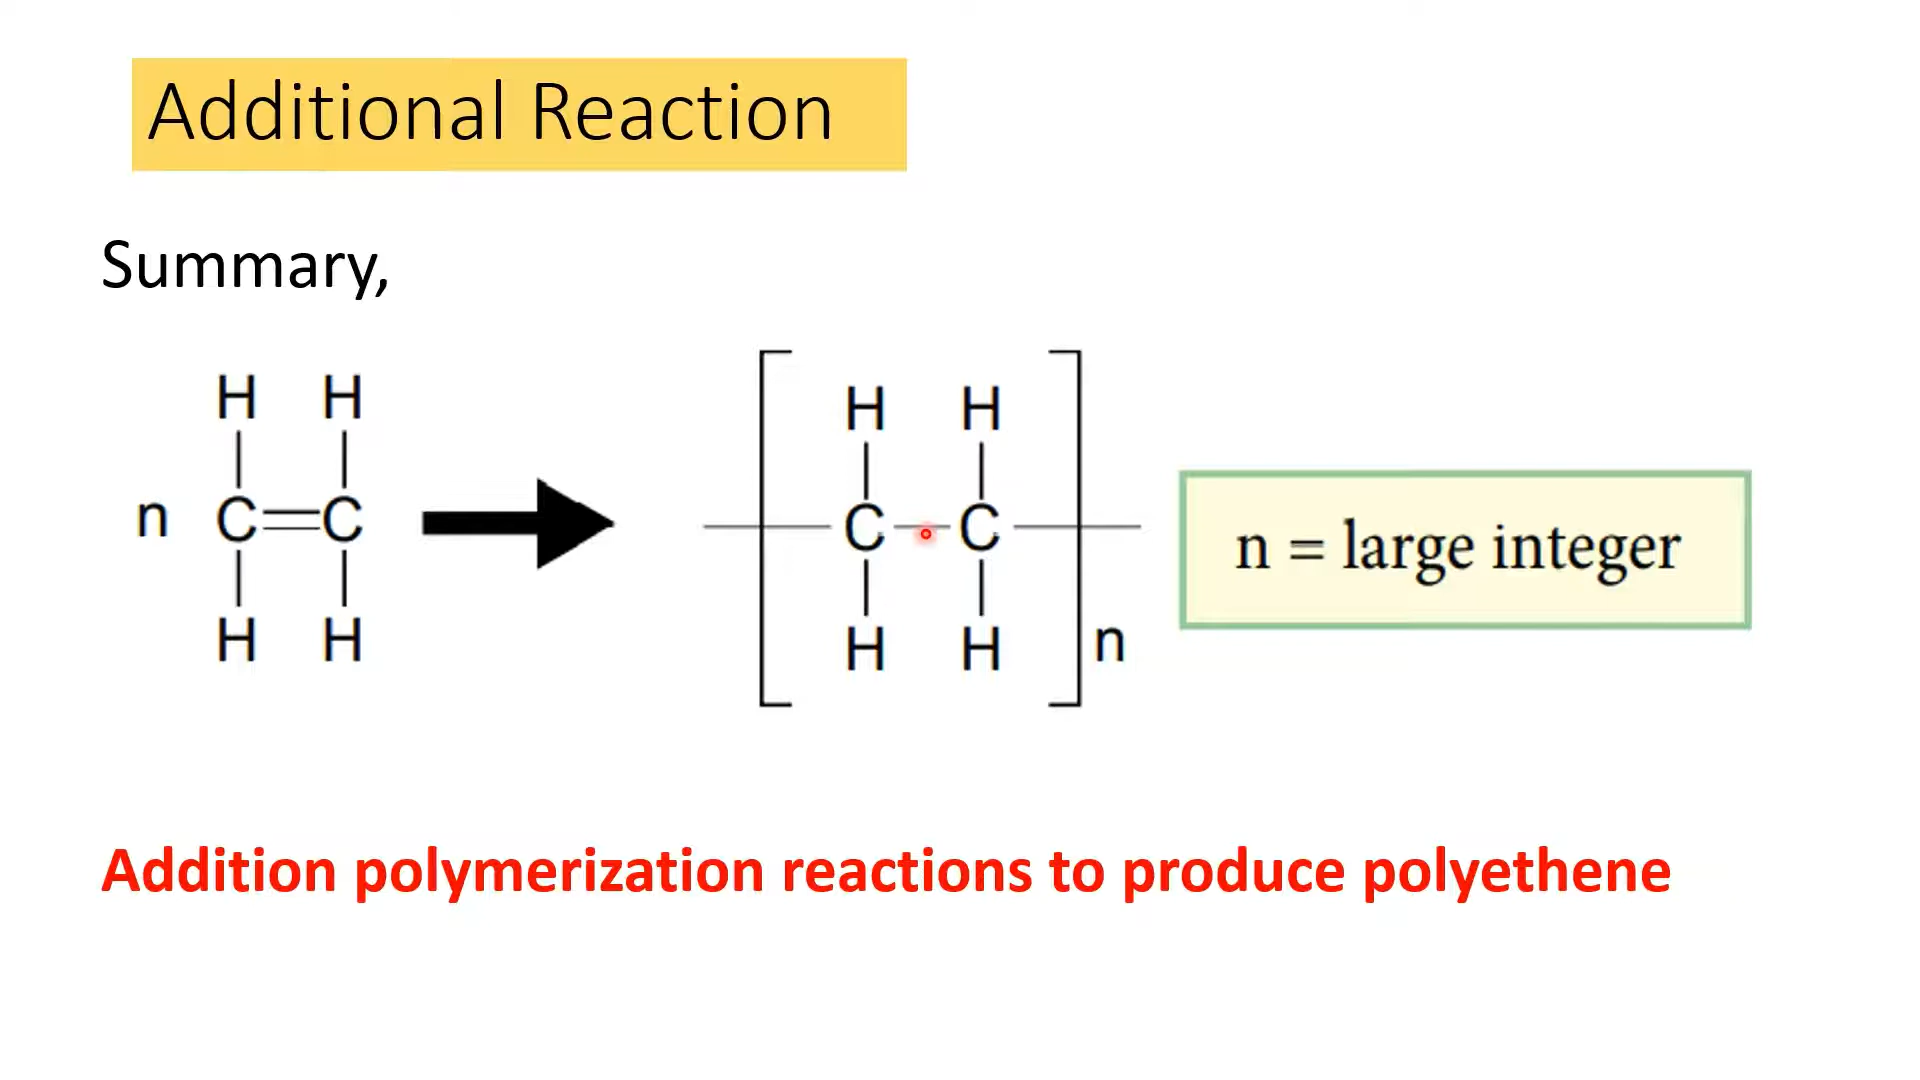 Additional Reaction
Summary,
H H
n C=C
H H
H H
C-C
H H n
n = large integer
Addition polymerization reactions to produce polyethene